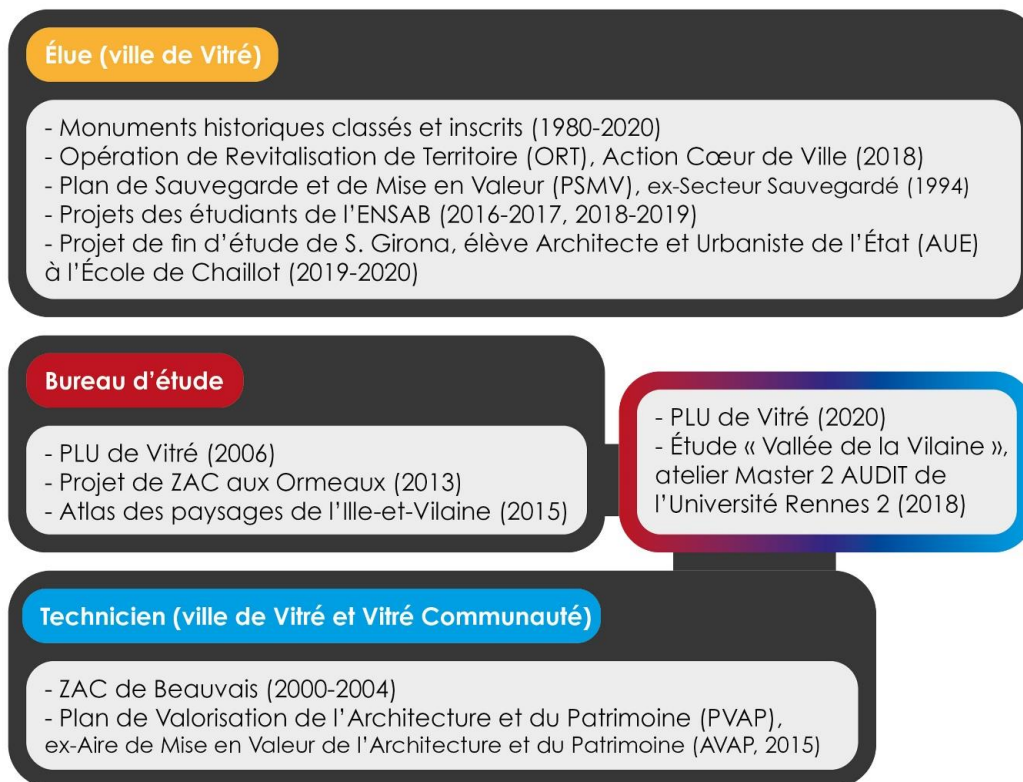 Élue (ville de Vitré)
- Monuments historiques classés et inscrits (1980-2020)
- Opération de Revitalisation de Territoire (ORT), Action Cœur de Ville (2018)
- Plan de Sauvegarde et de Mise en Valeur (PSMV), ex-Secteur Sauvegardé (1994)
- Projets des étudiants de l’ENSAB (2016-2017, 2018-2019)
- Projet de fin d’étude de S. Girona, élève Architecte et Urbaniste de l’État (AUE)
à l’École de Chaillot (2019-2020)
Bureau d’étude
- PLU de Vitré (2006)
- Projet de ZAC aux Ormeaux (2013)
- Atlas des paysages de l’Ille-et-Vilaine (2015)
- PLU de Vitré (2020)
- Étude « Vallée de la Vilaine »,
atelier Master 2 AUDIT de
l’Université Rennes 2 (2018)
Technicien (ville de Vitré et Vitré Communauté)
- ZAC de Beauvais (2000-2004)
- Plan de Valorisation de l’Architecture et du Patrimoine (PVAP),
ex-Aire de Mise en Valeur de l’Architecture et du Patrimoine (AVAP, 2015)